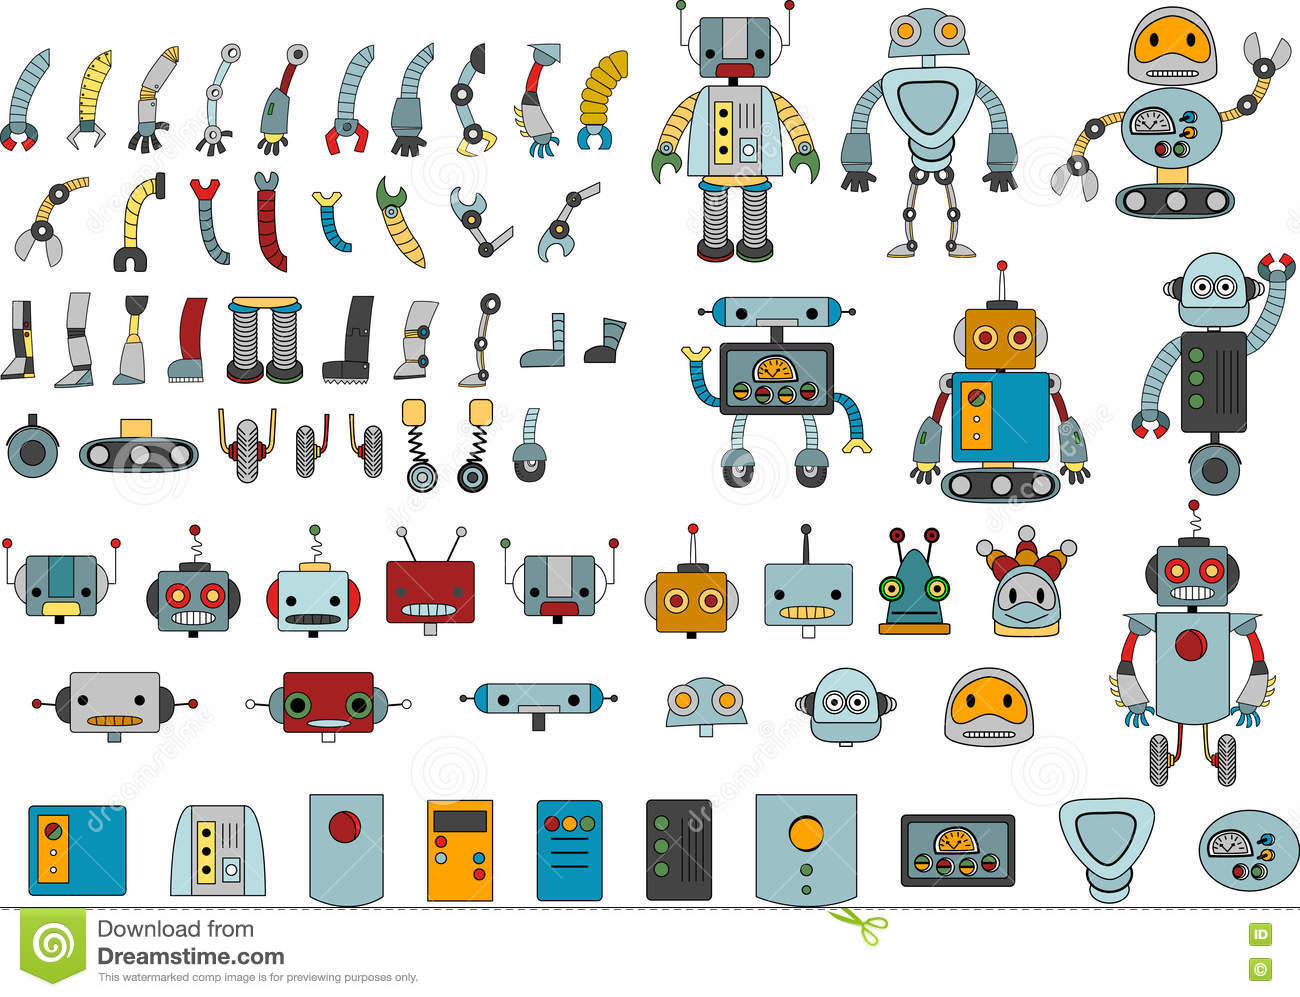 Download from
Dreamstime.com
This watermarked comp image is for previewing purposes only.
ID
©